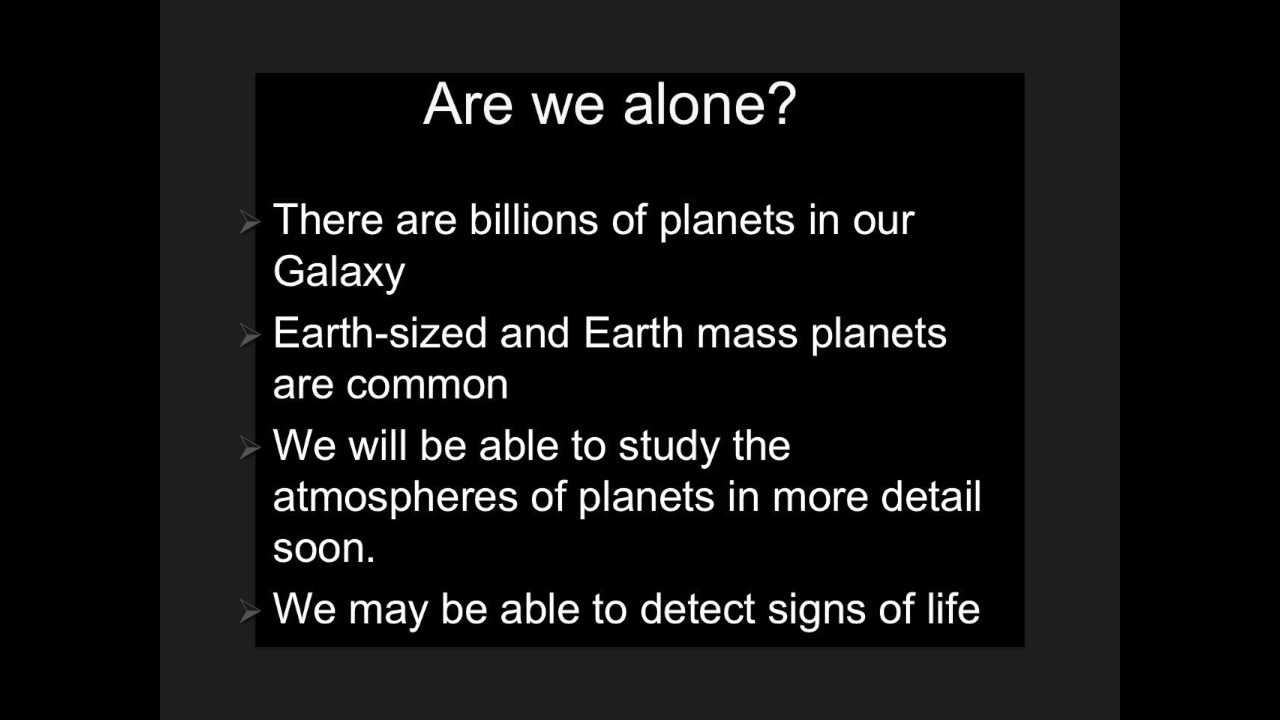 Are we alone?
There are billions of planets in our
Galaxy
Earth-sized and Earth mass planets
are common
We will be able to study the
atmospheres of planets in more detail
soon.
We may be able to detect signs of life